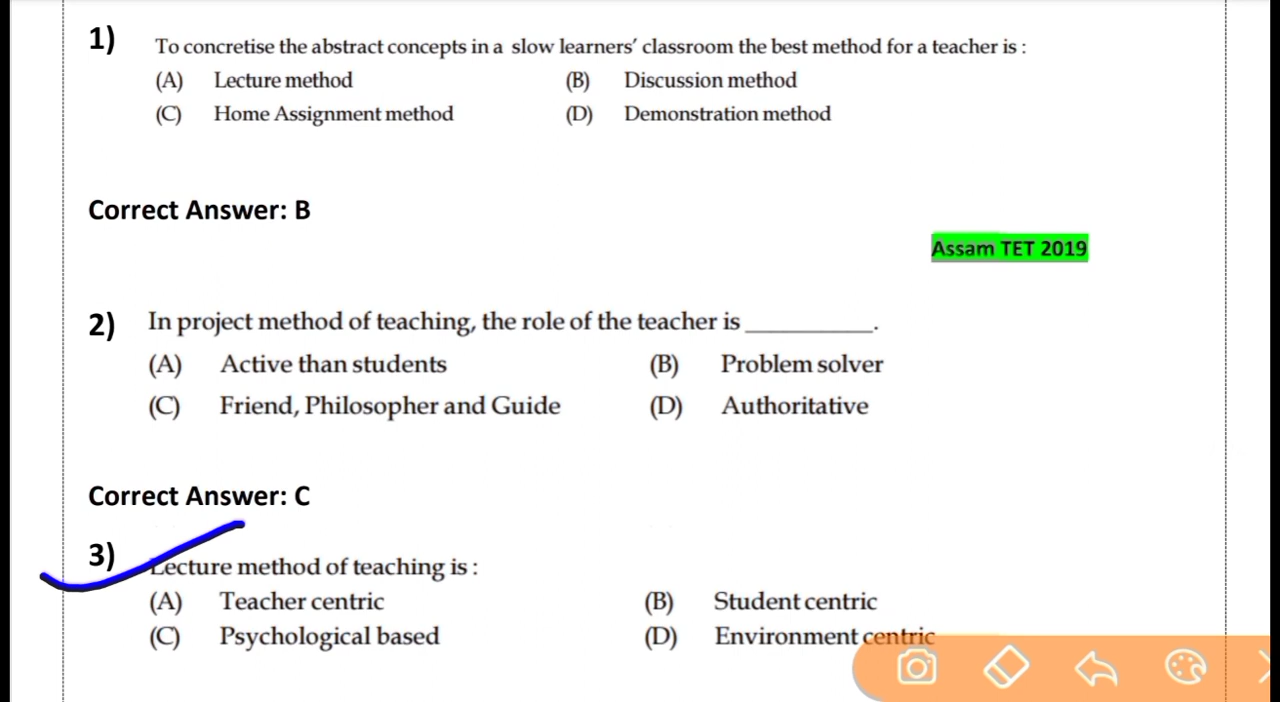 1) To concretise the abstract concepts in a slow learners' classroom the best method for a teacher is :
(A) Lecture method (B) Discussion method
(C) Home Assignment method (D) Demonstration method
Correct Answer: B
Assam TET 2019
2) In project method of teaching, the role of the teacher is __________.
(A) Active than students (B) Problem solver
(C) Friend, Philosopher and Guide (D) Authoritative
Correct Answer: C
3) Lecture method of teaching is :
(A) Teacher centric (B) Student centric
(C) Psychological based (D) Environment centric